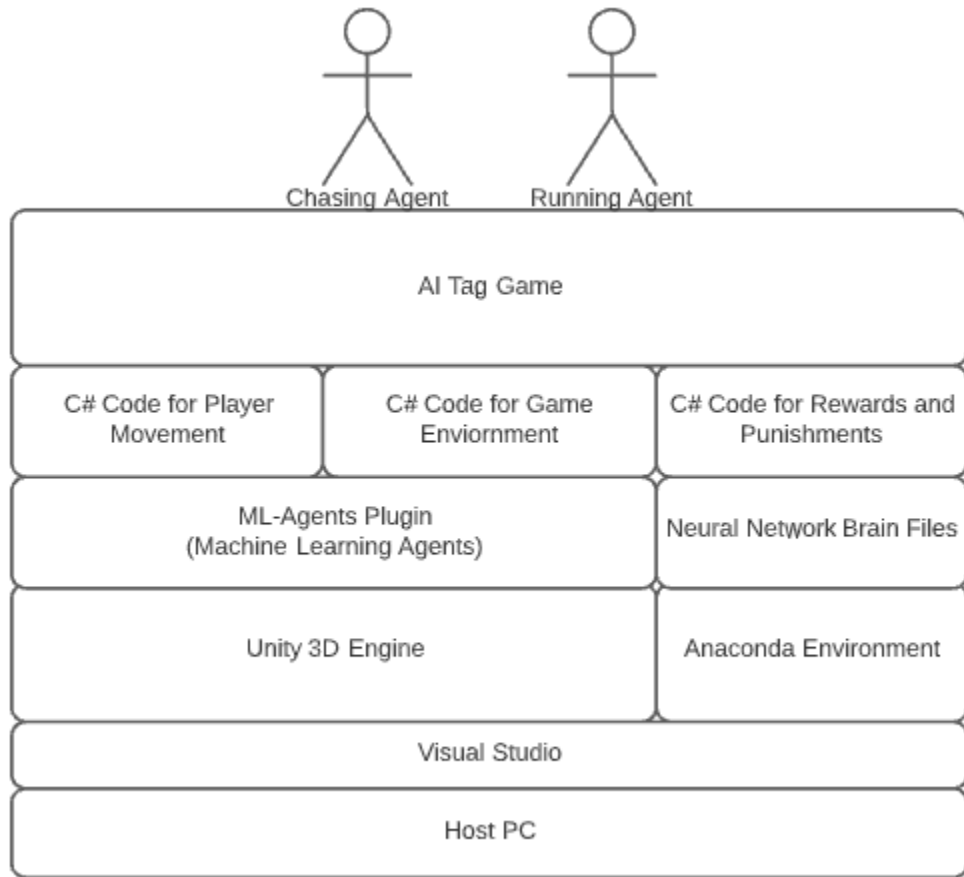 Chasing Agent
Running Agent
AI Tag Game
C# Code for Player
Movement
C# Code for Game
Enviornment
C# Code for Rewards and
Punishments
ML-Agents Plugin
(Machine Learning Agents)
Neural Network Brain Files
Unity 3D Engine
Anaconda Environment
Visual Studio
Host PC